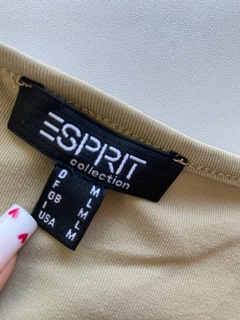 ESPRIT
collection
D M
F L
GB M
I L
USA M